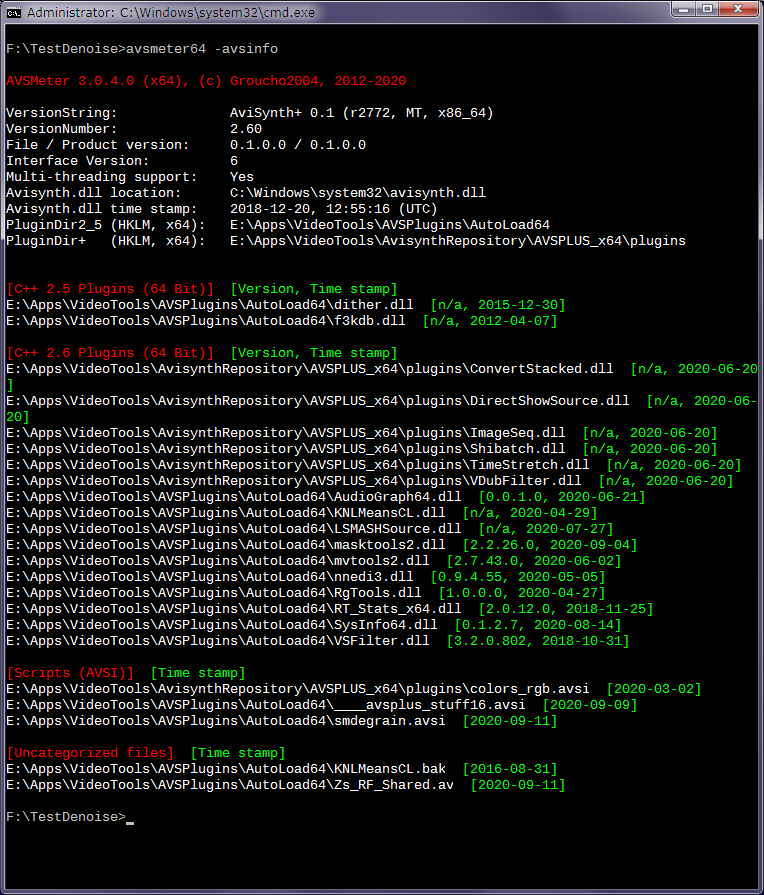 Administrator: C:\Windows\system32\cmd.exe
F:\TestDenoise>avsmeter64 -avsinfo
AVSMeter 3.0.4.0 (x64), (c) Groucho2004, 2012-2020
VersionString: AviSynth+ 0.1 (r2772, MT, x86_64)
VersionNumber: 2.60
File / Product version: 0.1.0.0 / 0.1.0.0
Interface Version: 6
Multi-threading support: Yes
Avisynth.dll location: C:\Windows\system32\avisynth.dll
Avisynth.dll time stamp: 2018-12-20, 12:55:16 (UTC)
PluginDir2_5 (HKLM, x64): E:\Apps\VideoTools\AVSPlugins\AutoLoad64
PluginDir+ (HKLM, x64): E:\Apps\VideoTools\AvisynthRepository\AVSPLUS_x64\plugins
[C++ 2.5 Plugins (64 Bit)] [Version, Time stamp]
E:\Apps\VideoTools\AVSPlugins\AutoLoad64\dither.dll [n/a, 2015-12-30]
E:\Apps\VideoTools\AVSPlugins\AutoLoad64\f3kdb.dll [n/a, 2012-04-07]
[C++ 2.6 Plugins (64 Bit)] [Version, Time stamp]
E:\Apps\VideoTools\AvisynthRepository\AVSPLUS_x64\plugins\ConvertStacked.dll [n/a, 2020-06-20
]
E:\Apps\VideoTools\AvisynthRepository\AVSPLUS_x64\plugins\DirectShowSource.dll [n/a, 2020-06-
20]
E:\Apps\VideoTools\AvisynthRepository\AVSPLUS_x64\plugins\ImageSeq.dll [n/a, 2020-06-20]
E:\Apps\VideoTools\AvisynthRepository\AVSPLUS_x64\plugins\Shibatch.dll [n/a, 2020-06-20]
E:\Apps\VideoTools\AvisynthRepository\AVSPLUS_x64\plugins\TimeStretch.dll [n/a, 2020-06-20]
E:\Apps\VideoTools\AvisynthRepository\AVSPLUS_x64\plugins\VDubFilter.dll [n/a, 2020-06-20]
E:\Apps\VideoTools\AVSPlugins\AutoLoad64\AudioGraph64.dll [0.0.1.0, 2020-06-21]
E:\Apps\VideoTools\AVSPlugins\AutoLoad64\KNLMeansCL.dll [n/a, 2020-04-29]
E:\Apps\VideoTools\AVSPlugins\AutoLoad64\LSMASHSource.dll [n/a, 2020-07-27]
E:\Apps\VideoTools\AVSPlugins\AutoLoad64\masktools2.dll [2.2.26.0, 2020-09-04]
E:\Apps\VideoTools\AVSPlugins\AutoLoad64\mvtools2.dll [2.7.43.0, 2020-06-02]
E:\Apps\VideoTools\AVSPlugins\AutoLoad64\nnedi3.dll [0.9.4.55, 2020-05-05]
E:\Apps\VideoTools\AVSPlugins\AutoLoad64\RgTools.dll [1.0.0.0, 2020-04-27]
E:\Apps\VideoTools\AVSPlugins\AutoLoad64\RT_Stats_x64.dll [2.0.12.0, 2018-11-25]
E:\Apps\VideoTools\AVSPlugins\AutoLoad64\SysInfo64.dll [0.1.2.7, 2020-08-14]
E:\Apps\VideoTools\AVSPlugins\AutoLoad64\VSFilter.dll [3.2.0.802, 2018-10-31]
[Scripts (AVSI)] [Time stamp]
E:\Apps\VideoTools\AvisynthRepository\AVSPLUS_x64\plugins\colors_rgb.avsi [2020-03-02]
E:\Apps\VideoTools\AVSPlugins\AutoLoad64\____avsplus_stuff16.avsi [2020-09-09]
E:\Apps\VideoTools\AVSPlugins\AutoLoad64\smdegrain.avsi [2020-09-11]
[Uncategorized files] [Time stamp]
E:\Apps\VideoTools\AVSPlugins\AutoLoad64\KNLMeansCL.bak [2016-08-31]
E:\Apps\VideoTools\AVSPlugins\AutoLoad64\Zs_RF_Shared.av [2020-09-11]
F:\TestDenoise>_